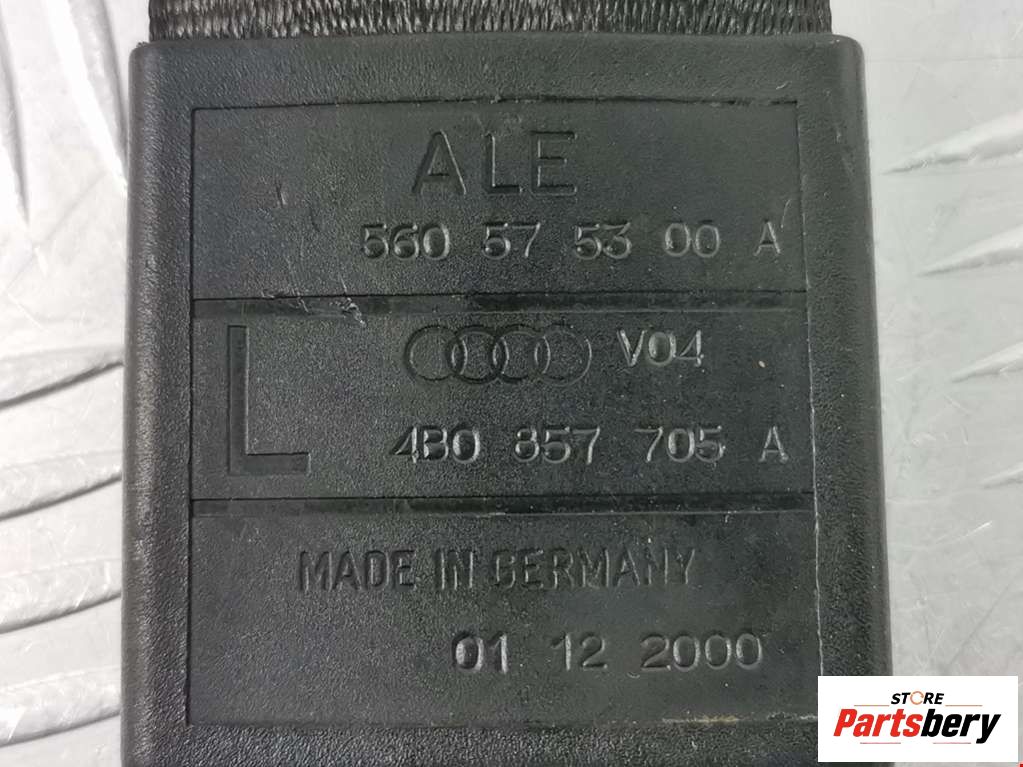 ALE
560 57 53 00 A
L
V04
4B0 857 705 A
MADE IN GERMANY
01 12 2000
STORE
Partsbery